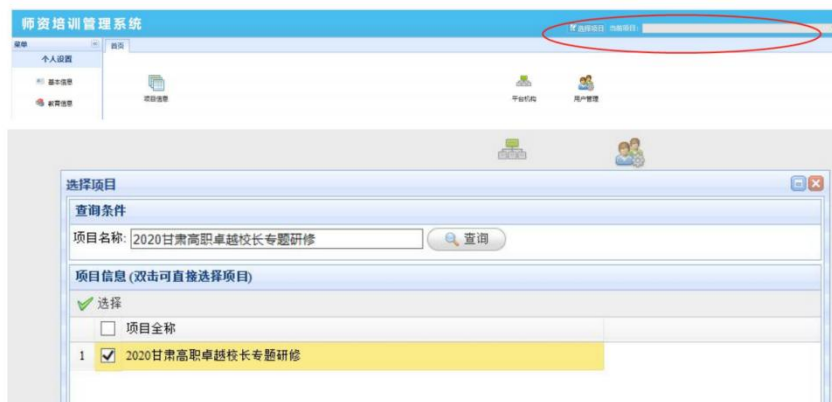 师资培训管理系统
选择项目 当前项目:
菜单 首页
个人设置
基本信息
教育信息
项目信息
平台机构 用户管理
选择项目
查询条件
项目名称: 2020甘肃高职卓越校长专题研修 查询
项目信息(双击可直接选择项目)
选择
项目全称
1 2020甘肃高职卓越校长专题研修